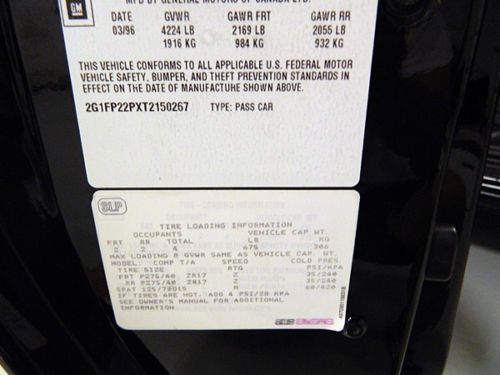 MFD BY GENERAL MOTORS OF CANADA LTD.
GM
DATE GVWR GAWR FRT GAWR RR
03/96 4224 LB 2169 LB 2055 LB
1916 KG 984 KG 932 KG
THIS VEHICLE CONFORMS TO ALL APPLICABLE U.S. FEDERAL MOTOR
VEHICLE SAFETY, BUMPER, AND THEFT PREVENTION STANDARDS IN
EFFECT ON THE DATE OF MANUFACTURE SHOWN ABOVE.
2G1FP22PXT2150267 TYPE: PASS CAR
SLP
TIRE LOADING INFORMATION
OCCUPANTS VEHICLE CAP WT.
FRT RR TOTAL LB KG
2 2 4 675 306
MAX LOADING & GVWR SAME AS VEHICLE CAP. WT.
MODEL: COMP T/A SPEED COLD PRES.
TIRE SIZE RTG PSI/KPA
FRT P275/40 ZR17 Z 35/240
RR P275/40 ZR17 Z 35/240
SPAT 125/70D15 M 60/420
IF TIRES ARE HOT, ADD 4 PSI/28 KPA
SEE OWNER'S MANUAL FOR ADDITIONAL
INFORMATION